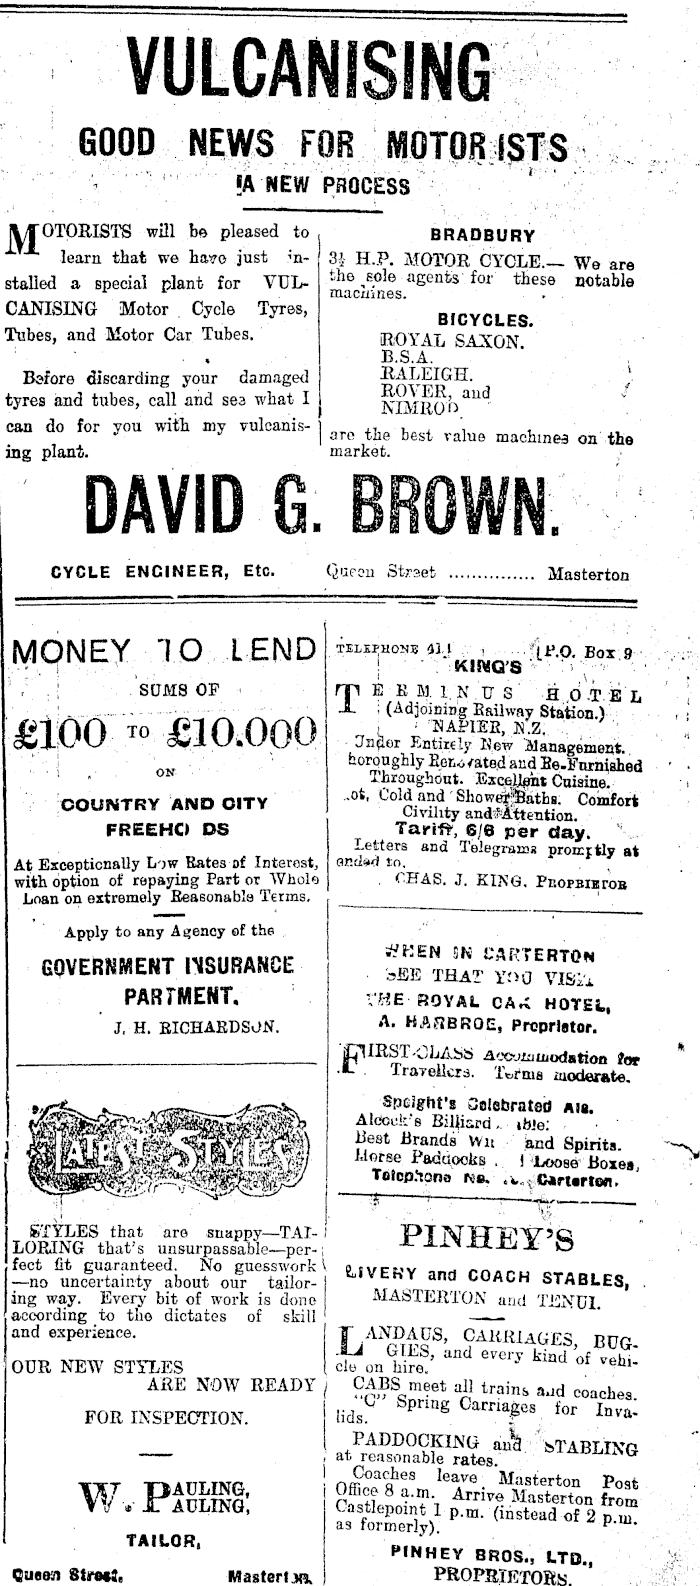 VULCANISING
GOOD NEWS FOR MOTORISTS
A NEW PROCESS
MOTORISTS will be pleased to
learn that we have just in-
stalled a special plant for VUL-
CANISING Motor Cycle Tyres,
Tubes, and Motor Car Tubes.
Before discarding your damaged
tyres and tubes, call and see what I
can do for you with my vulcanis-
ing plant.
BRADBURY
3½ H.P. MOTOR CYCLE.— We are
the sole agents for these notable
machines.
BICYCLES.
ROYAL SAXON.
B.S.A.
RALEIGH.
ROVER, and
NIMROD
are the best value machines on the
market.
DAVID G. BROWN.
CYCLE ENGINEER, Etc. Queen Street ............... Masterton
MONEY TO LEND
SUMS OF
£100 TO £10.000
ON
COUNTRY AND CITY
FREEHO DS
At Exceptionally Low Rates of Interest,
with option of repaying Part or Whole
Loan on extremely Reasonable Terms.
Apply to any Agency of the
GOVERNMENT INSURANCE
PARTMENT.
J. H. RICHARDSON.
LATEST STYLES
STYLES that are snappy—TAI-
LORING that's unsurpassable—per-
fect fit guaranteed. No guesswork
—no uncertainty about our tailor-
ing way. Every bit of work is done
according to the dictates of skill
and experience.
OUR NEW STYLES
ARE NOW READY
FOR INSPECTION.
W. PAULING,
PAULING,
TAILOR,
Queen Street, Masterton.
TELEPHONE 411 [P.O. Box 9
KING'S
TERMINUS HOTEL
(Adjoining Railway Station.)
NAPIER, N.Z.
Under Entirely New Management.
horoughly Renovated and Re-Furnished
Throughout. Excellent Cuisine.
ot, Cold and Shower Baths. Comfort
Civility and Attention.
Tariff, 6/6 per day.
Letters and Telegrams promptly at
ended to.
CHAS. J. KING, PROPRIETOR
WHEN IN CARTERTON
SEE THAT YOU VISIT
THE ROYAL OAK HOTEL,
A. HARBROE, Proprietor.
FIRST-CLASS Accommodation for
Travellers. Terms moderate.
Speight's Celebrated Ale.
Alcock's Billiard able.
Best Brands and Spirits.
Horse Paddocks Loose Boxes,
Telephone No. Carterton.
PINHEY'S
LIVERY and COACH STABLES,
MASTERTON and TENUI.
LANDAUS, CARRIAGES, BUG-
GIES, and every kind of vehi-
cle on hire.
CABS meet all trains and coaches.
"C" Spring Carriages for Inva-
lids.
PADDOCKING and STABLING
at reasonable rates.
Coaches leave Masterton Post
Office 8 a.m. Arrive Masterton from
Castlepoint 1 p.m. (instead of 2 p.m.
as formerly).
PINHEY BROS., LTD.,
PROPRIETORS.